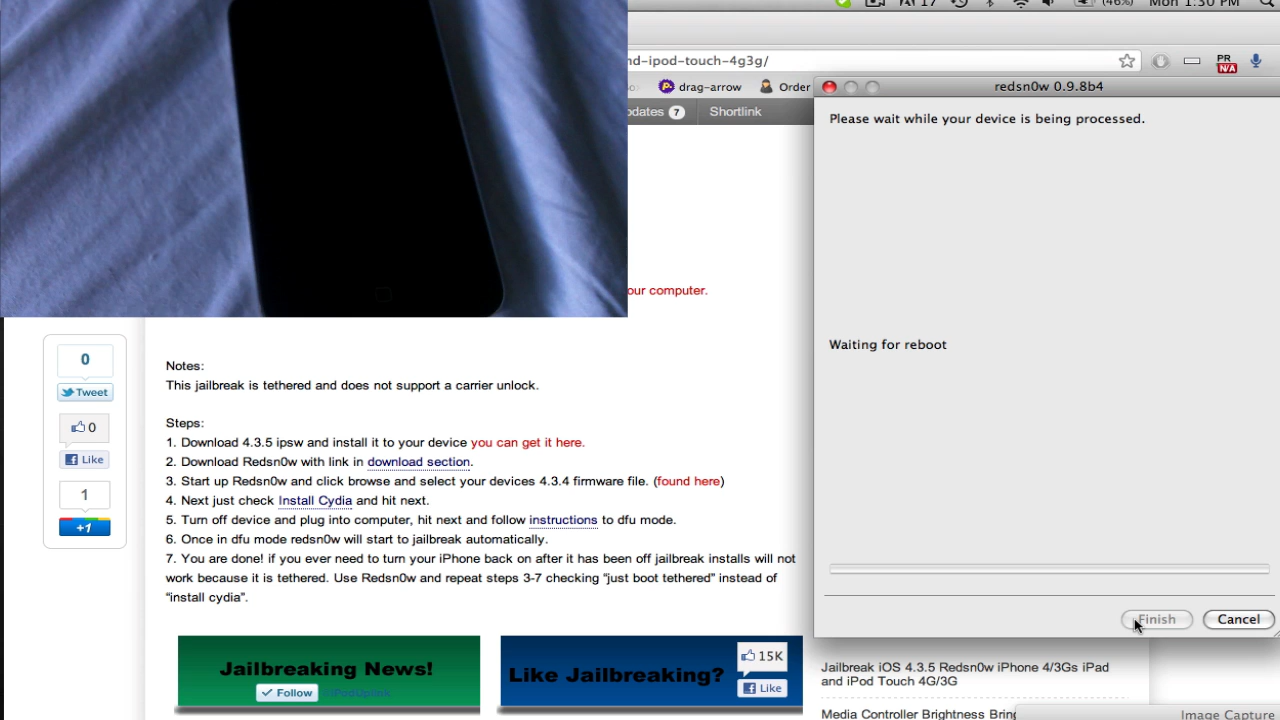 17
(46%)
Mon 1:30 PM
nd-ipod-touch-4g3g/
PR
N/A
drag-arrow
Order
pdates 7
Shortlink
redsn0w 0.9.8b4
Please wait while your device is being processed.
Waiting for reboot
Finish
Cancel
our computer.
0
Tweet
0
Like
1
+1
Notes:
This jailbreak is tethered and does not support a carrier unlock.
Steps:
1. Download 4.3.5 ipsw and install it to your device you can get it here.
2. Download Redsn0w with link in download section.
3. Start up Redsn0w and click browse and select your devices 4.3.4 firmware file. (found here)
4. Next just check Install Cydia and hit next.
5. Turn off device and plug into computer, hit next and follow instructions to dfu mode.
6. Once in dfu mode redsn0w will start to jailbreak automatically.
7. You are done! if you ever need to turn your iPhone back on after it has been off jailbreak installs will not
work because it is tethered. Use Redsn0w and repeat steps 3-7 checking “just boot tethered” instead of
“install cydia”.
Jailbreaking News!
Follow
@iPodUplink
Like Jailbreaking?
15K
Like
Jailbreak iOS 4.3.5 Redsn0w iPhone 4/3Gs iPad
and iPod Touch 4G/3G
Media Controller Brightness Bring
Image Capture